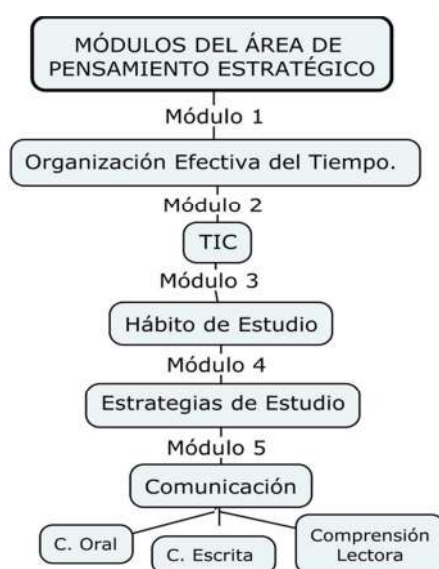 MÓDULOS DEL ÁREA DE
PENSAMIENTO ESTRATÉGICO
Módulo 1
Organización Efectiva del Tiempo.
Módulo 2
TIC
Módulo 3
Hábito de Estudio
Módulo 4
Estrategias de Estudio
Módulo 5
Comunicación
C. Oral
C. Escrita
Comprensión
Lectora